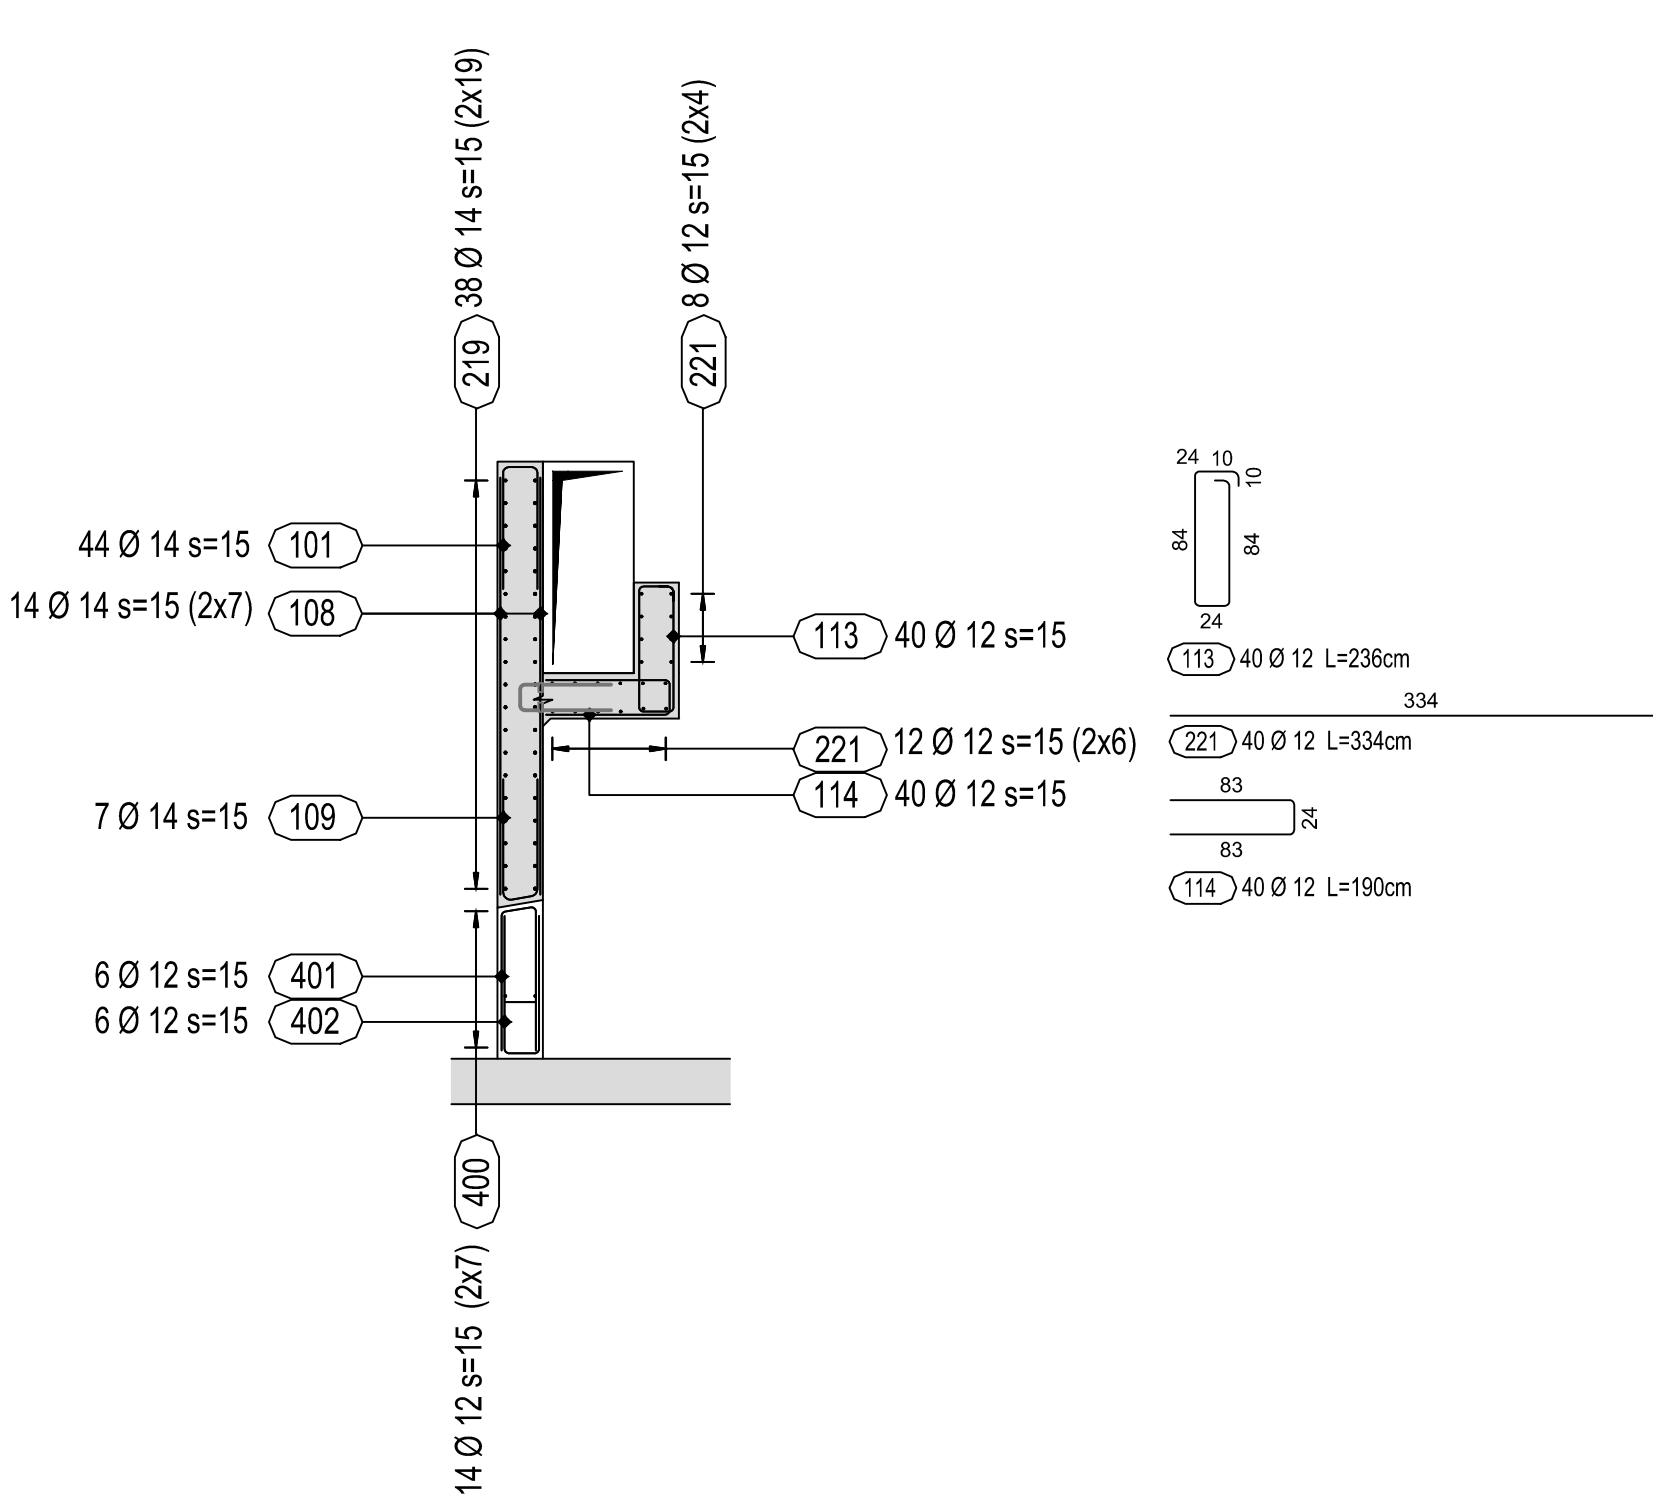 38 Ø 14 s=15 (2x19)
219
8 Ø 12 s=15 (2x4)
221
44 Ø 14 s=15 101
14 Ø 14 s=15 (2x7) 108
113 40 Ø 12 s=15
221 12 Ø 12 s=15 (2x6)
114 40 Ø 12 s=15
7 Ø 14 s=15 109
6 Ø 12 s=15 401
6 Ø 12 s=15 402
400
14 Ø 12 s=15 (2x7)
24 10
10
84
84
24
113 40 Ø 12 L=236cm
334
221 40 Ø 12 L=334cm
83
24
83
114 40 Ø 12 L=190cm